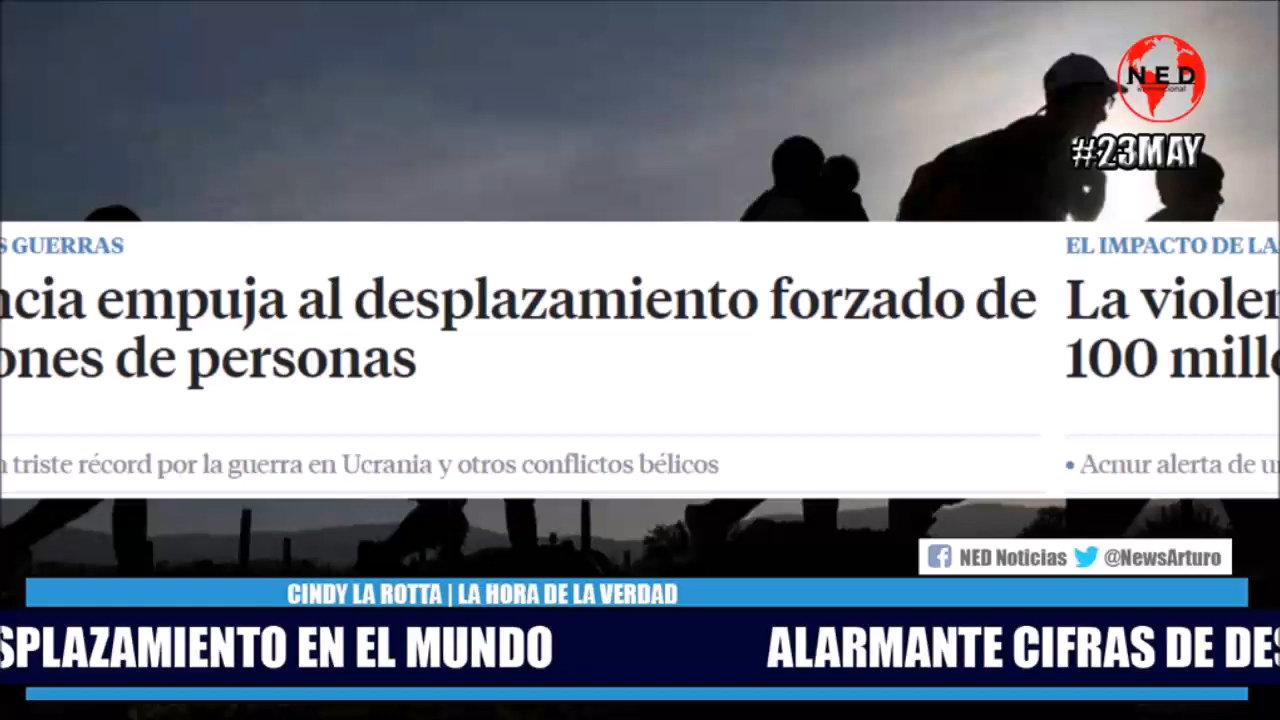 NED
international
#23MAY
S GUERRAS
EL IMPACTO DE LA
ncia empuja al desplazamiento forzado de
ones de personas
La violen
100 millo
n triste récord por la guerra en Ucrania y otros conflictos bélicos
• Acnur alerta de u
NED Noticias @NewsArturo
CINDY LA ROTTA | LA HORA DE LA VERDAD
SPLAZAMIENTO EN EL MUNDO
ALARMANTE CIFRAS DE DES